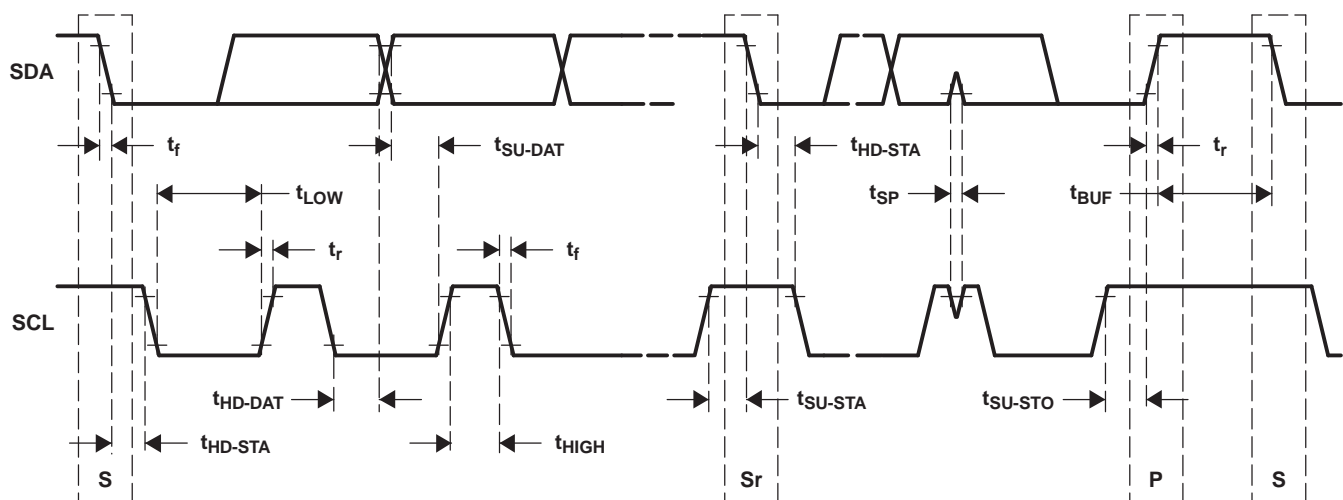 SDA
t_f
t_SU-DAT
t_HD-STA
t_r
t_LOW
t_SP
t_BUF
t_r
t_f
SCL
t_HD-DAT
t_SU-STA
t_SU-STO
t_HD-STA
t_HIGH
S
Sr
P
S